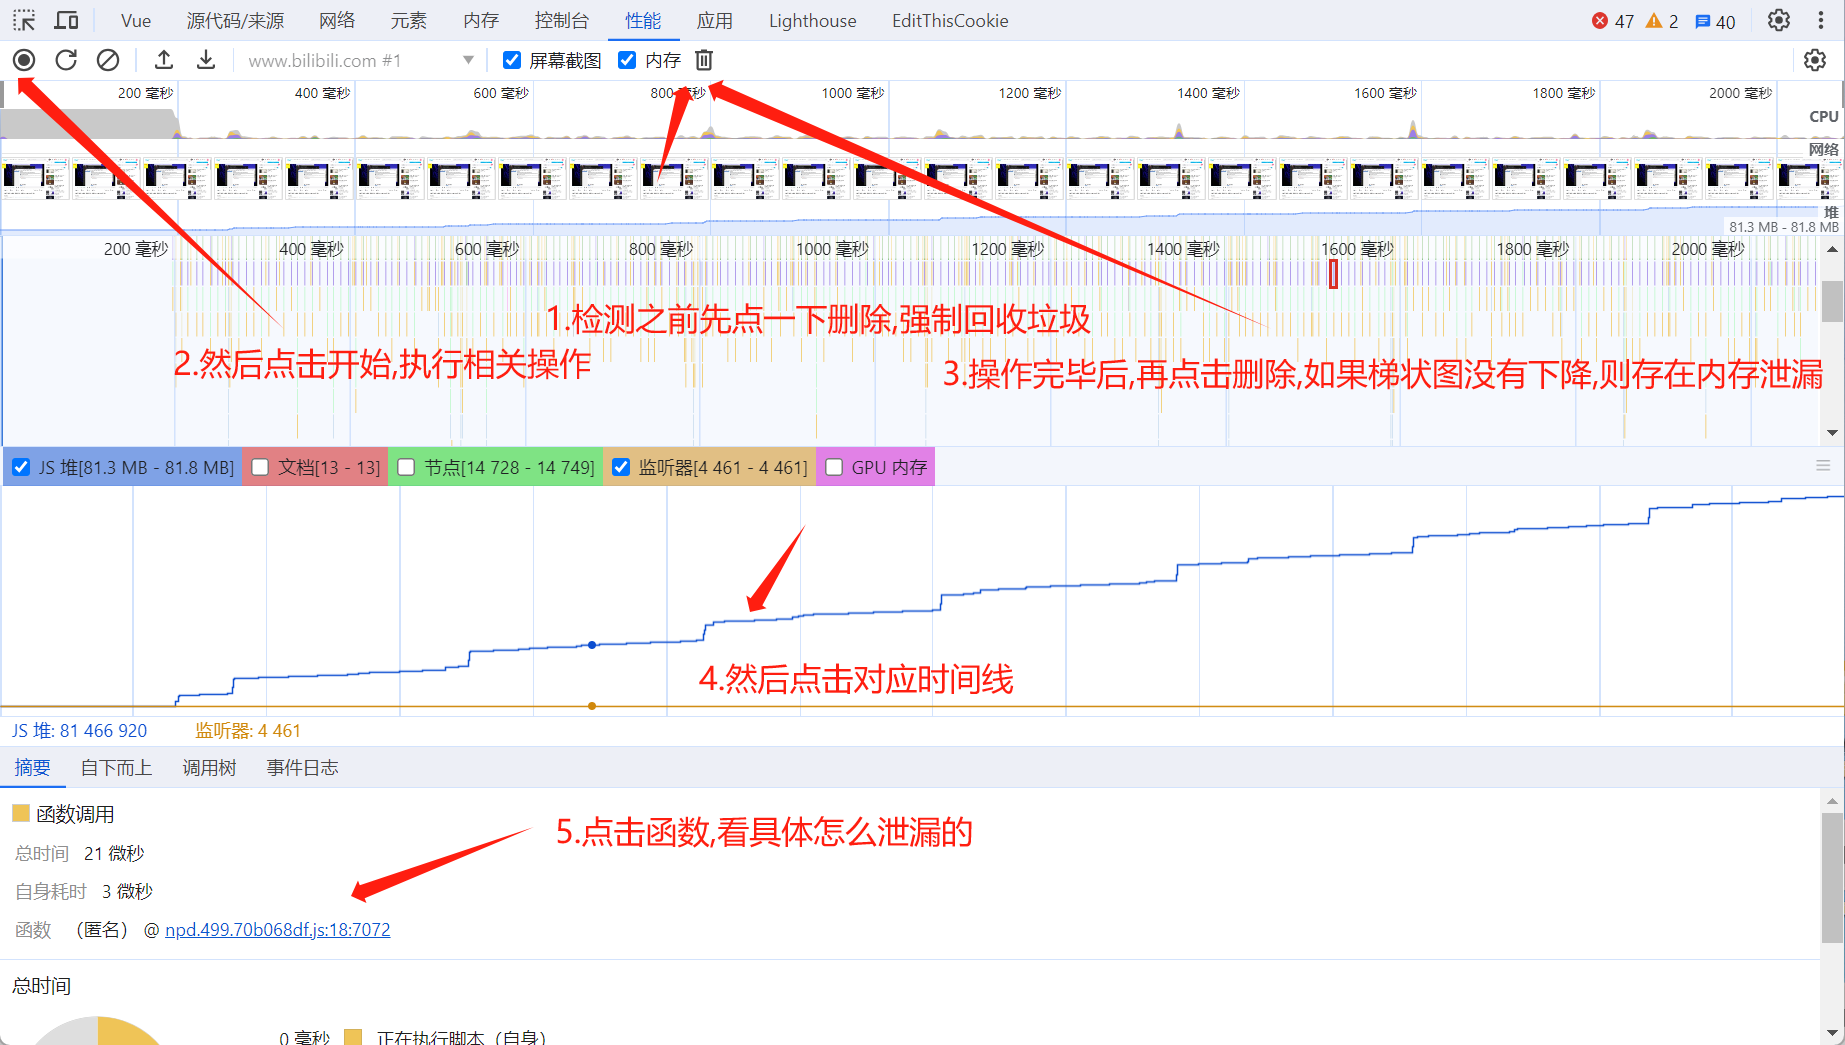 Vue 源代码/来源 网络 元素 内存 控制台 性能 应用 Lighthouse EditThisCookie 47 2 40
www.bilibili.com #1 屏幕截图 内存
200 毫秒 400 毫秒 600 毫秒 800 毫秒 1000 毫秒 1200 毫秒 1400 毫秒 1600 毫秒 1800 毫秒 2000 毫秒
CPU
网络
堆
81.3 MB - 81.8 MB
200 毫秒 400 毫秒 600 毫秒 800 毫秒 1000 毫秒 1200 毫秒 1400 毫秒 1600 毫秒 1800 毫秒 2000 毫秒
1.检测之前先点一下删除,强制回收垃圾
2.然后点击开始,执行相关操作
3.操作完毕后,再点击删除,如果梯状图没有下降,则存在内存泄漏
JS 堆[81.3 MB - 81.8 MB] 文档[13 - 13] 节点[14 728 - 14 749] 监听器[4 461 - 4 461] GPU 内存
4.然后点击对应时间线
JS 堆: 81 466 920 监听器: 4 461
摘要 自下而上 调用树 事件日志
函数调用
5.点击函数,看具体怎么泄漏的
总时间 21 微秒
自身耗时 3 微秒
函数 （匿名） @ npd.499.70b068df.js:18:7072
总时间
0 毫秒 正在执行脚本（自身）